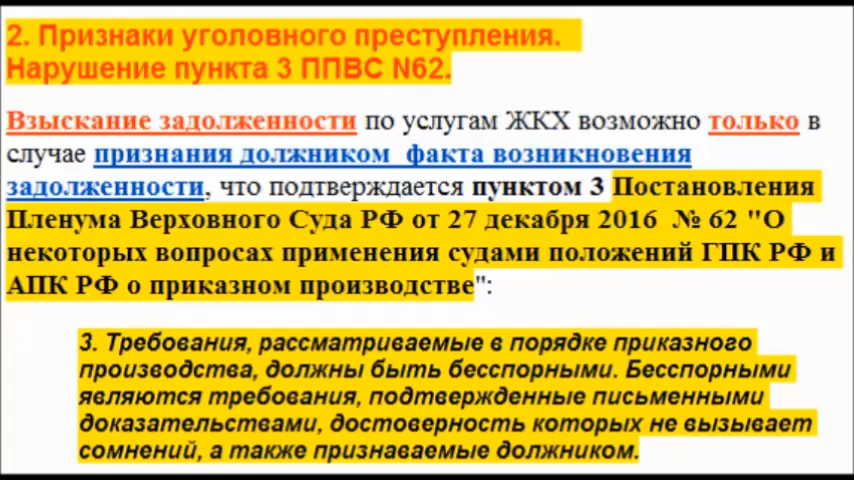 2. Признаки уголовного преступления.
Нарушение пункта 3 ППВС N62.
Взыскание задолженности по услугам ЖКХ возможно только в
случае признания должником факта возникновения
задолженности, что подтверждается пунктом 3 Постановления
Пленума Верховного Суда РФ от 27 декабря 2016 № 62 "О
некоторых вопросах применения судами положений ГПК РФ и
АПК РФ о приказном производстве":
3. Требования, рассматриваемые в порядке приказного
производства, должны быть бесспорными. Бесспорными
являются требования, подтвержденные письменными
доказательствами, достоверность которых не вызывает
сомнений, а также признаваемые должником.